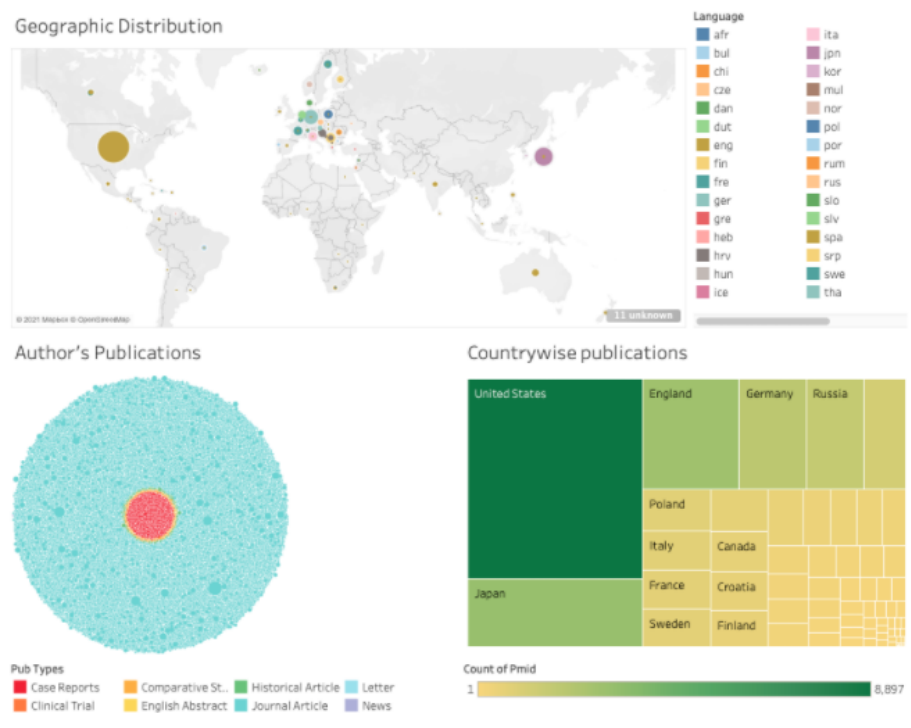 Geographic Distribution
Language
afr
bul
chi
cze
dan
dut
eng
fin
fre
ger
gre
heb
hrv
hun
ice
ita
jpn
kor
mul
nor
pol
por
rum
rus
slo
slv
spa
srp
swe
tha
© 2021 Mapbox © OpenStreetMap
11 unknown
Author's Publications
Pub Types
Case Reports
Comparative St..
Historical Article
Letter
Clinical Trial
English Abstract
Journal Article
News
Countrywise publications
United States
England
Germany
Russia
Poland
Italy
Canada
Japan
France
Croatia
Sweden
Finland
Count of Pmid
1
8,897